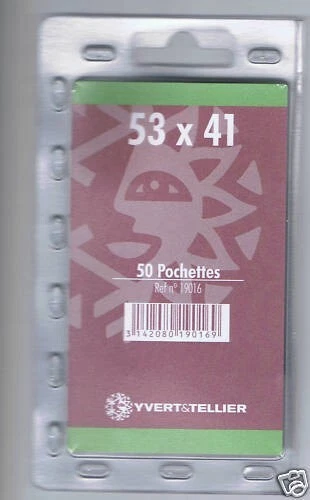 53 x 41
50 Pochettes
Ref n° 19016
3 142080 190169
YVERT&TELLIER